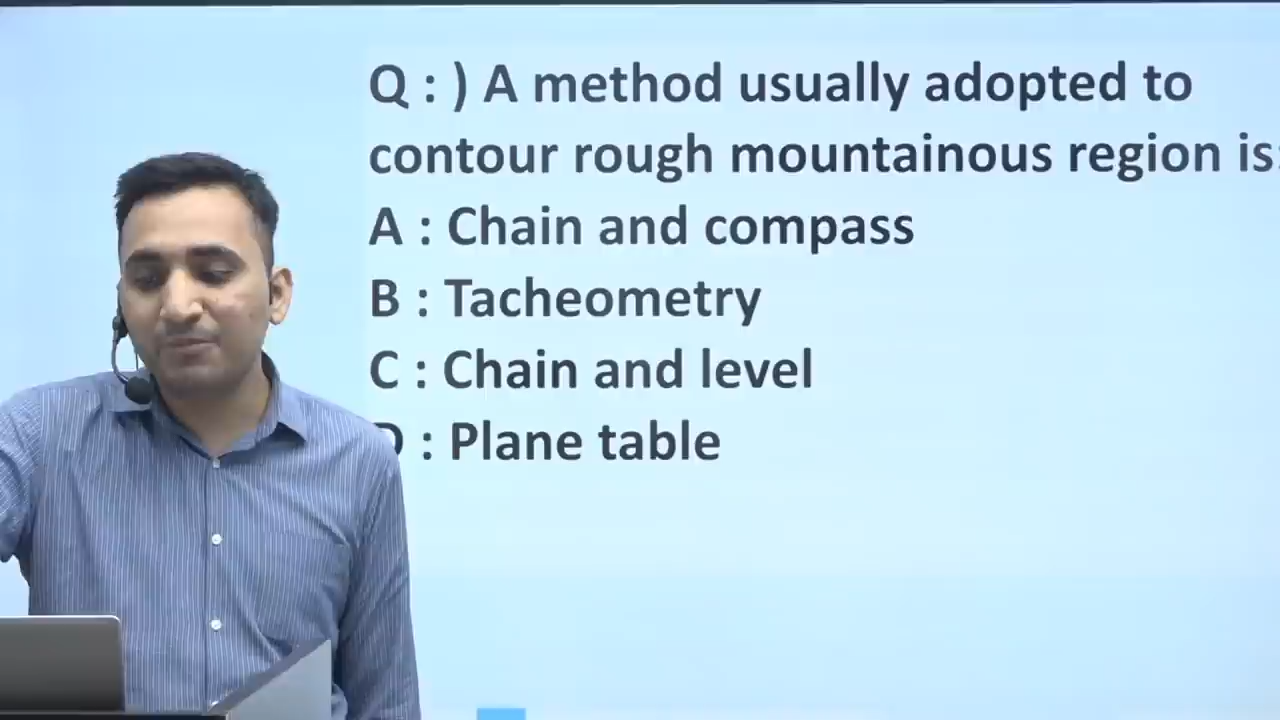 Q : ) A method usually adopted to
contour rough mountainous region is:
A : Chain and compass
B : Tacheometry
C : Chain and level
D : Plane table